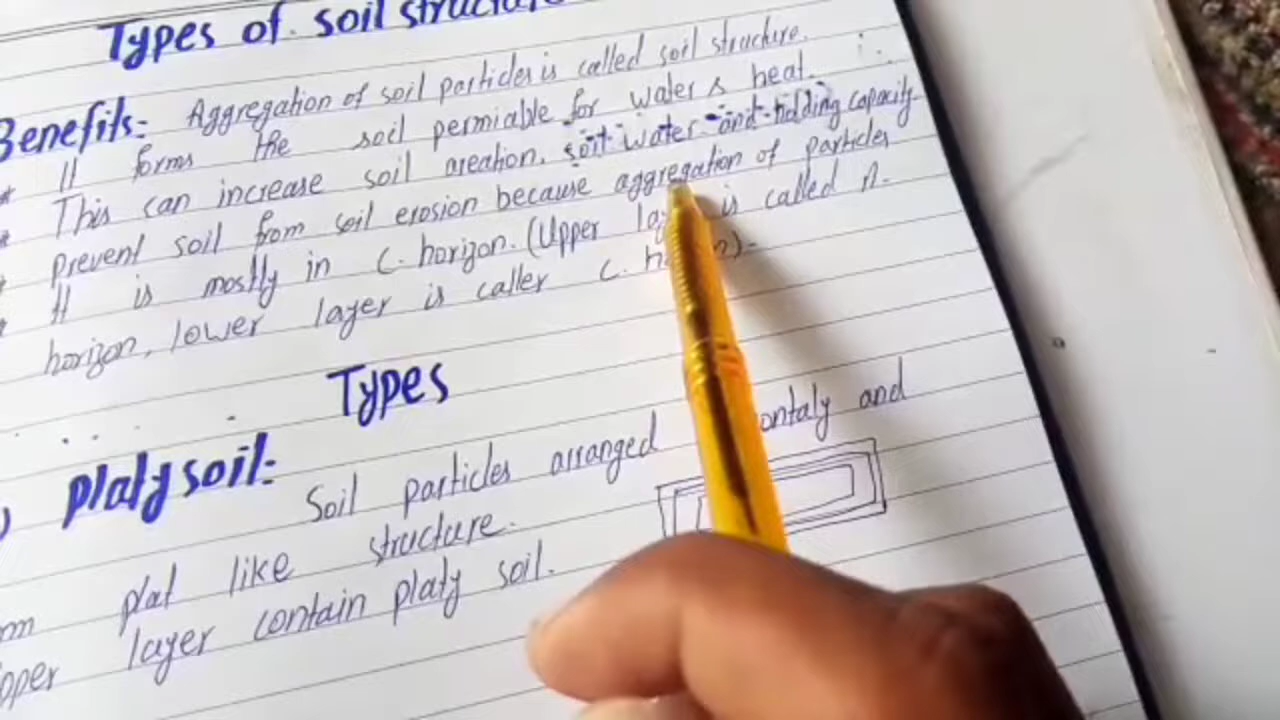 Types of soil structure
Benefits:- Aggregation of soil particles is called soil structure.
* It forms the soil permiable for water & heat.
* This can increase soil areation. soil water and holding capacity.
* Prevent soil from soil erosion because aggregation of particles
* It is mostly in C. horizon. (Upper is called A.
horizon, lower layer is caller C.
Types
Platy soil:-
Soil particles arranged and
plat like structure.
layer contain platy soil.